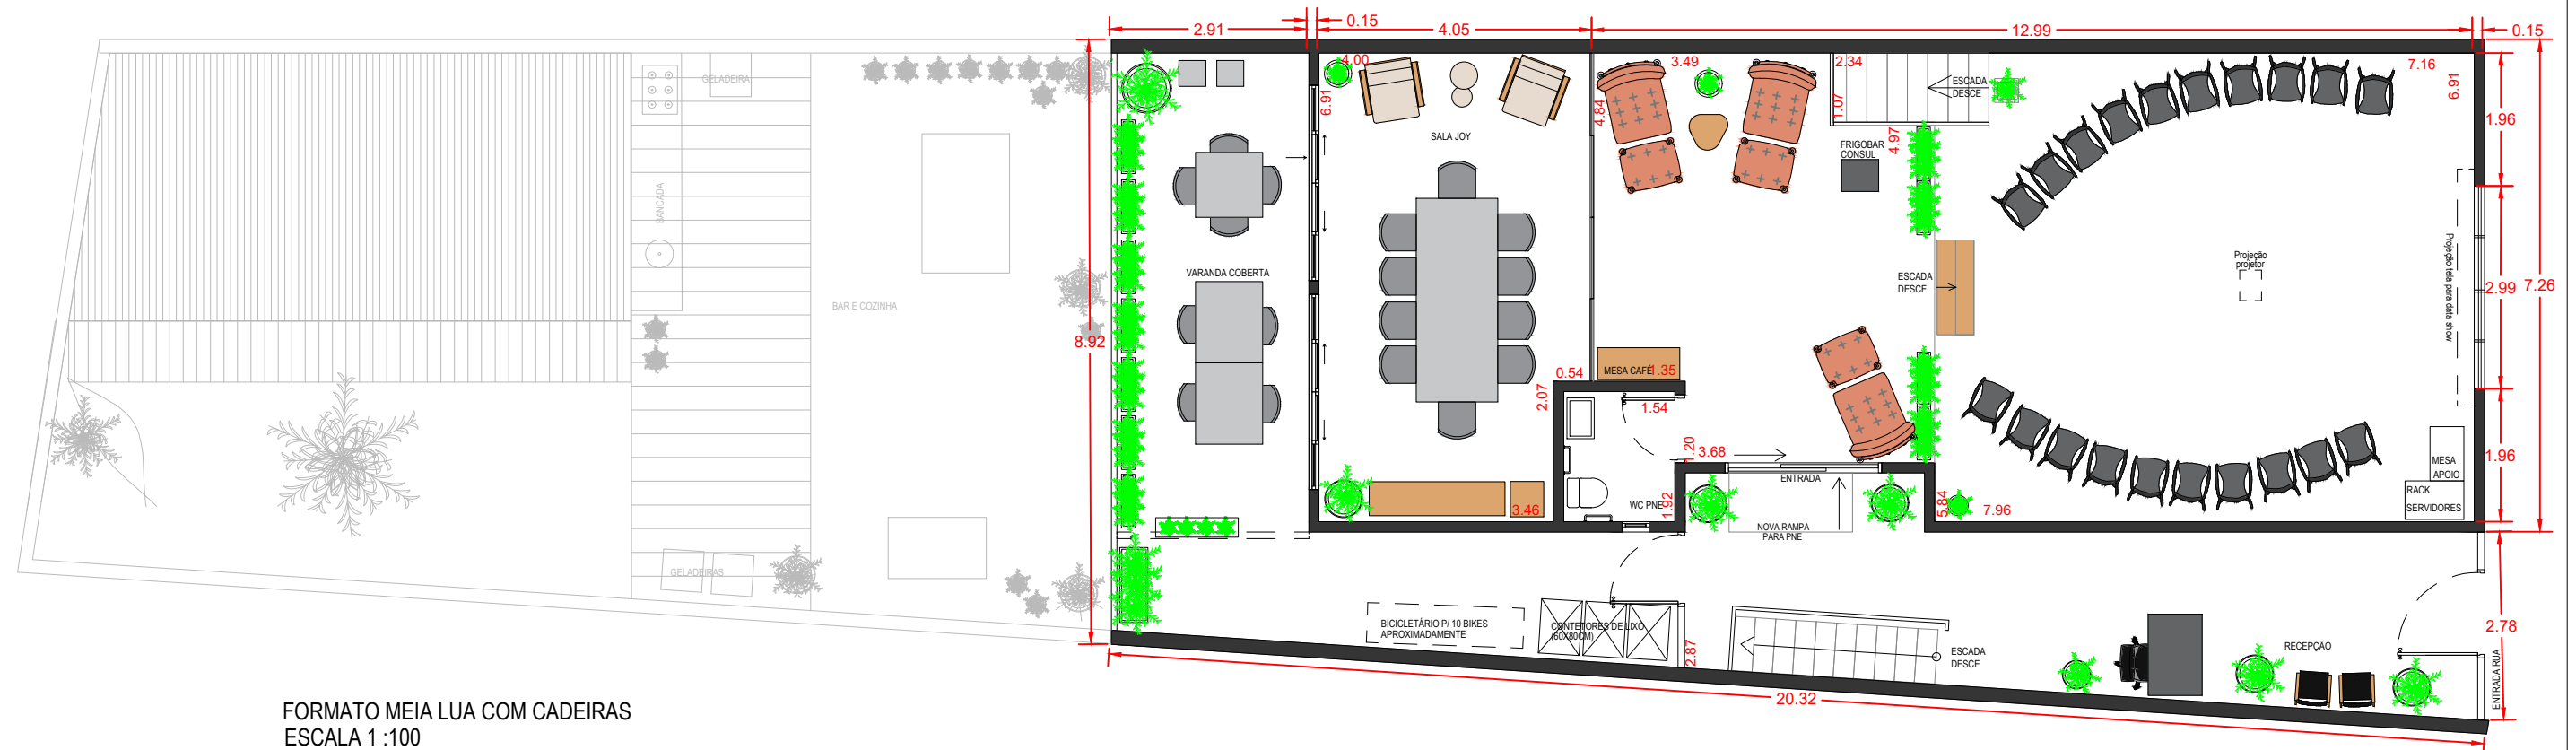 2.91
0.15
4.05
12.99
0.15
GELADEIRA
BANCADA
BAR E COZINHA
GELADEIRAS
8.92
VARANDA COBERTA
4.00
6.91
SALA JOY
3.46
2.07
0.54
4.84
3.49
2.34
1.07
ESCADA
DESCE
FRIGOBAR
CONSUL
4.97
ESCADA
DESCE
MESA CAFÉ
1.35
1.54
1.20
3.68
WC PNE
1.92
ENTRADA
NOVA RAMPA
PARA PNE
5.84
7.96
7.16
6.91
Projeção
projetor
Projeção tela para data show
MESA
APOIO
RACK
SERVIDORES
1.96
2.99
7.26
1.96
2.78
BICICLETÁRIO P/ 10 BIKES
APROXIMADAMENTE
CONTETORES DE LIXO
(60X80CM)
2.87
ESCADA
DESCE
RECEPÇÃO
ENTRADA RUA
20.32
FORMATO MEIA LUA COM CADEIRAS
ESCALA 1 :100